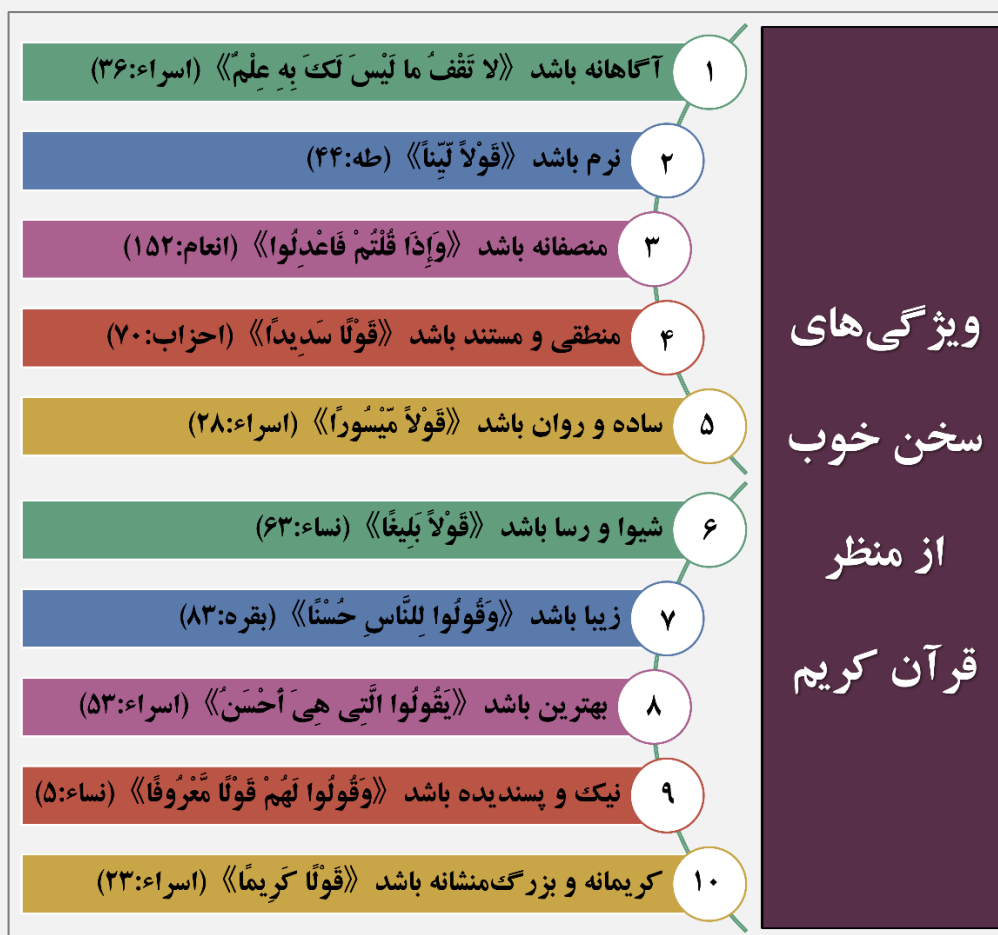 ویژگی‌های
سخن خوب
از منظر
قرآن کریم
۱ آگاهانه باشد 《لا تَقْفُ ما لَيْسَ لَكَ بِهِ عِلْمٌ》 (اسراء:۳۶)
۲ نرم باشد 《قَوْلاً لَّيِّناً》 (طه:۴۴)
۳ منصفانه باشد 《وَإِذَا قُلْتُمْ فَاعْدِلُوا》 (انعام:۱۵۲)
۴ منطقی و مستند باشد 《قَوْلًا سَدِيدًا》 (احزاب:۷۰)
۵ ساده و روان باشد 《قَوْلاً مَّيْسُورًا》 (اسراء:۲۸)
۶ شیوا و رسا باشد 《قَوْلاً بَلِيغًا》 (نساء:۶۳)
۷ زیبا باشد 《وَقُولُوا لِلنَّاسِ حُسْنًا》 (بقره:۸۳)
۸ بهترین باشد 《يَقُولُوا الَّتِي هِيَ أَحْسَنُ》 (اسراء:۵۳)
۹ نیک و پسندیده باشد 《وَقُولُوا لَهُمْ قَوْلًا مَّعْرُوفًا》 (نساء:۵)
۱۰ کریمانه و بزرگ‌منشانه باشد 《قَوْلًا كَرِيمًا》 (اسراء:۲۳)